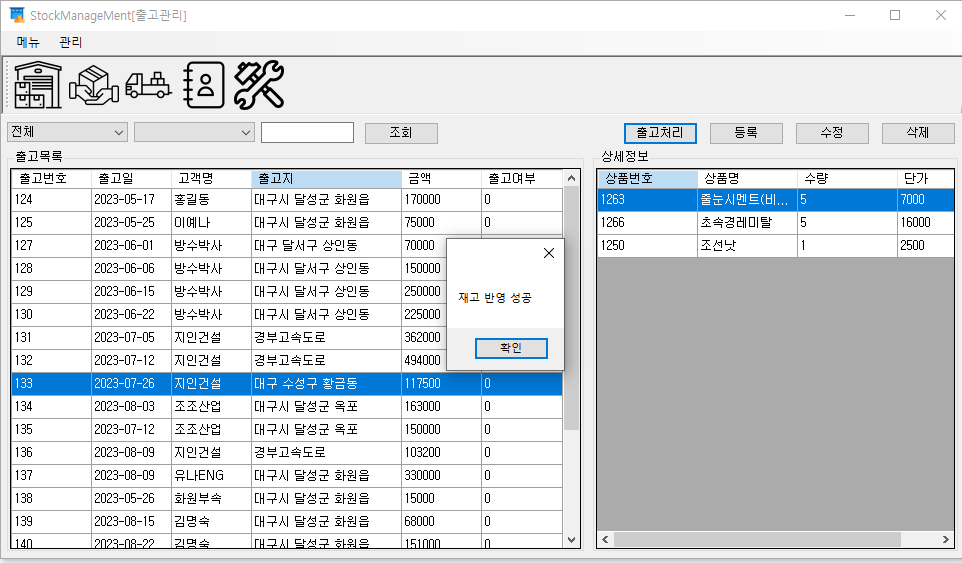 StockManageMent[출고관리]
메뉴 관리
전체 조회 출고처리 등록 수정 삭제
출고목록 상세정보
출고번호 출고일 고객명 출고지 금액 출고여부
124 2023-05-17 홍길동 대구시 달성군 화원읍 170000 0
125 2023-05-25 이예나 대구시 달성군 화원읍 75000 0
127 2023-06-01 방수박사 대구 달서구 상인동 70000
128 2023-06-06 방수박사 대구시 달서구 상인동 150000
129 2023-06-15 방수박사 대구시 달서구 상인동 250000
130 2023-06-22 방수박사 대구시 달서구 상인동 225000
131 2023-07-05 지인건설 경부고속도로 362000
132 2023-07-12 지인건설 경부고속도로 494000
133 2023-07-26 지인건설 대구 수성구 황금동 117500 0
134 2023-08-03 조조산업 대구시 달성군 옥포 163000 0
135 2023-07-12 조조산업 대구시 달성군 옥포 150000 0
136 2023-08-09 지인건설 경부고속도로 103200 0
137 2023-08-09 유나ENG 대구시 달성군 화원읍 330000 0
138 2023-05-26 화원부속 대구시 달성군 화원읍 15000 0
139 2023-08-15 김명숙 대구시 달성군 화원읍 68000 0
140 2023-08-22 김명숙 대구시 달성군 화원읍 151000 0
상품번호 상품명 수량 단가
1263 줄눈시멘트(비... 5 7000
1266 초속경레미탈 5 16000
1250 조선낫 1 2500
재고 반영 성공
확인